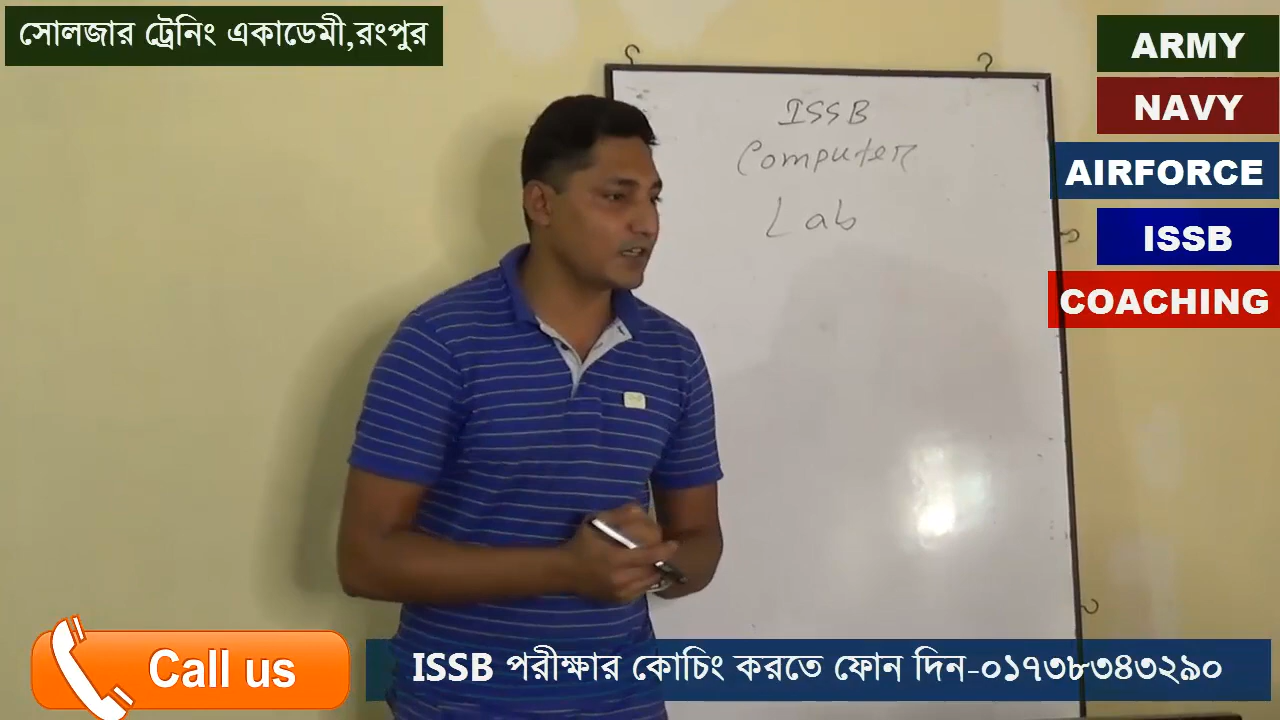 সোলজার ট্রেনিং একাডেমী,রংপুর
ARMY
NAVY
AIRFORCE
ISSB
COACHING
ISSB
Computer
Lab
Call us
ISSB পরীক্ষার কোচিং করতে ফোন দিন-০১৭৩৮৩৪৩২৯০